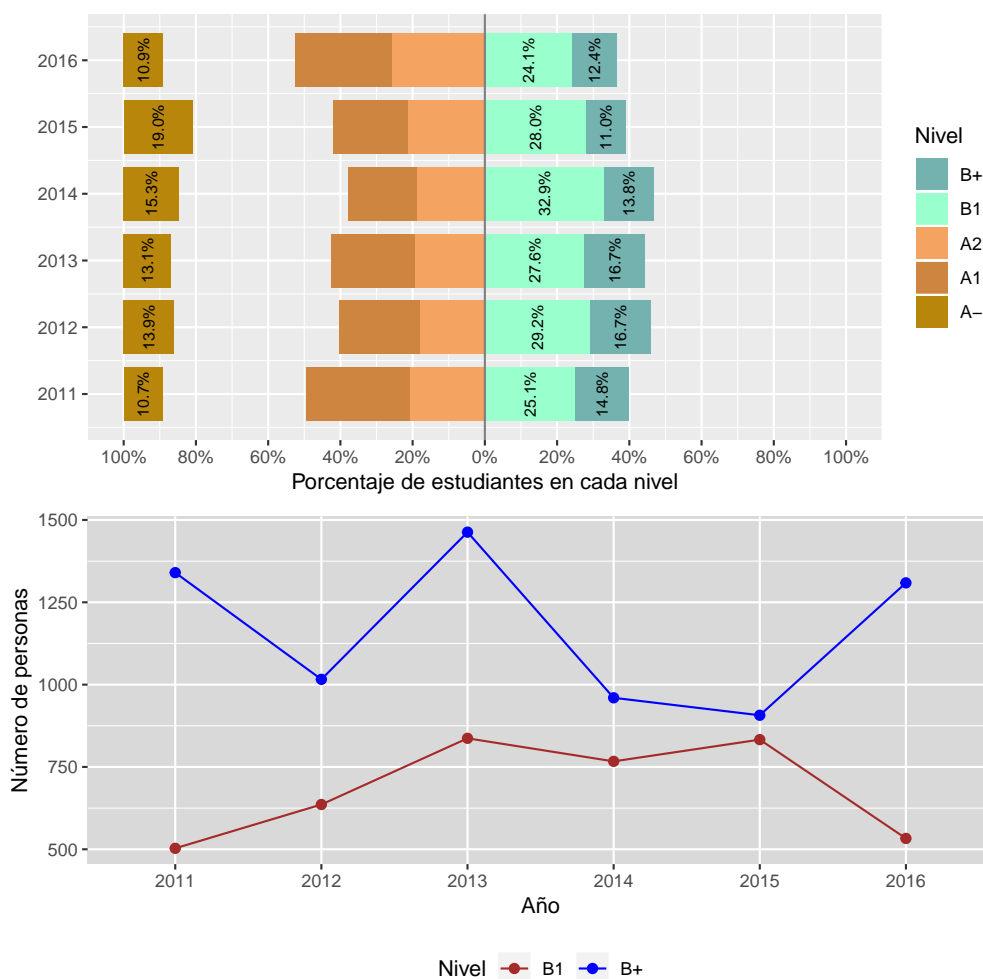 2016
10.9%
24.1%
12.4%
2015
19.0%
28.0%
11.0%
2014
15.3%
32.9%
13.8%
2013
13.1%
27.6%
16.7%
2012
13.9%
29.2%
16.7%
2011
10.7%
25.1%
14.8%
100% 80% 60% 40% 20% 0% 20% 40% 60% 80% 100%
Porcentaje de estudiantes en cada nivel
Nivel
B+
B1
A2
A1
A−
Número de personas
1500
1250
1000
750
500
2011 2012 2013 2014 2015 2016
Año
Nivel B1 B+